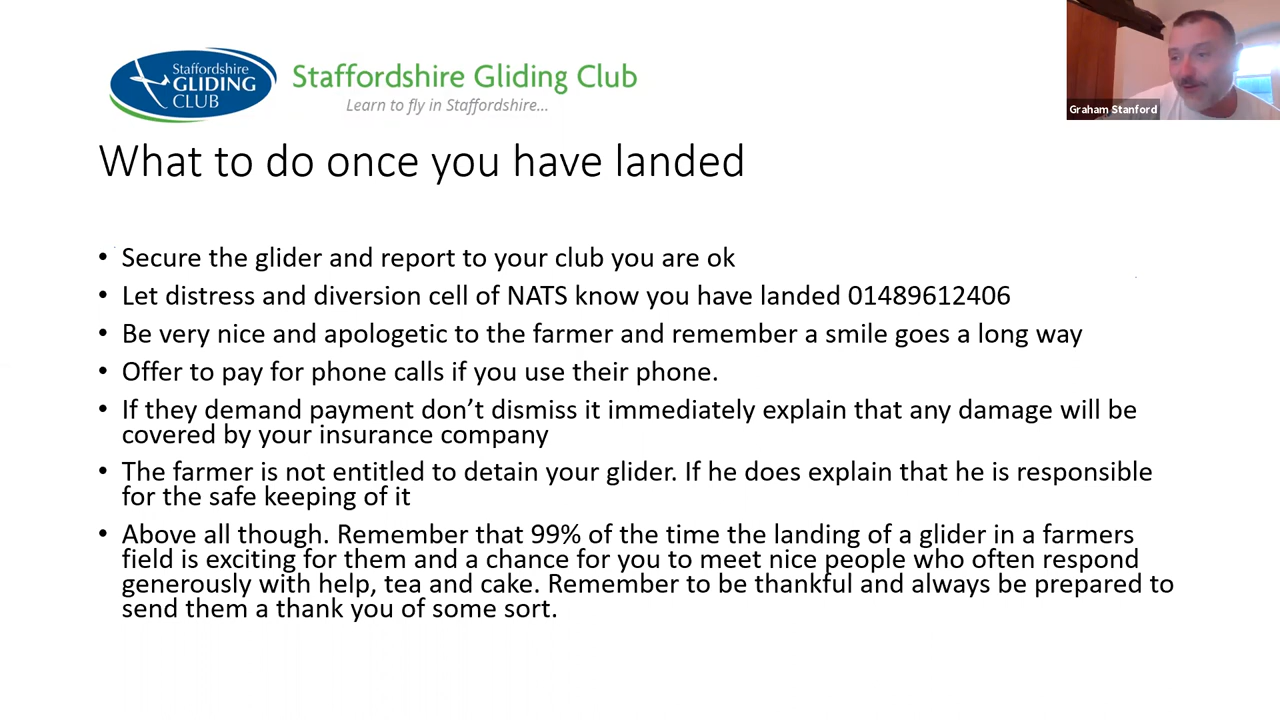 Staffordshire
GLIDING
CLUB
Staffordshire Gliding Club
Learn to fly in Staffordshire...
Graham Stanford
What to do once you have landed
• Secure the glider and report to your club you are ok
• Let distress and diversion cell of NATS know you have landed 01489612406
• Be very nice and apologetic to the farmer and remember a smile goes a long way
• Offer to pay for phone calls if you use their phone.
• If they demand payment don’t dismiss it immediately explain that any damage will be
covered by your insurance company
• The farmer is not entitled to detain your glider. If he does explain that he is responsible
for the safe keeping of it
• Above all though. Remember that 99% of the time the landing of a glider in a farmers
field is exciting for them and a chance for you to meet nice people who often respond
generously with help, tea and cake. Remember to be thankful and always be prepared to
send them a thank you of some sort.